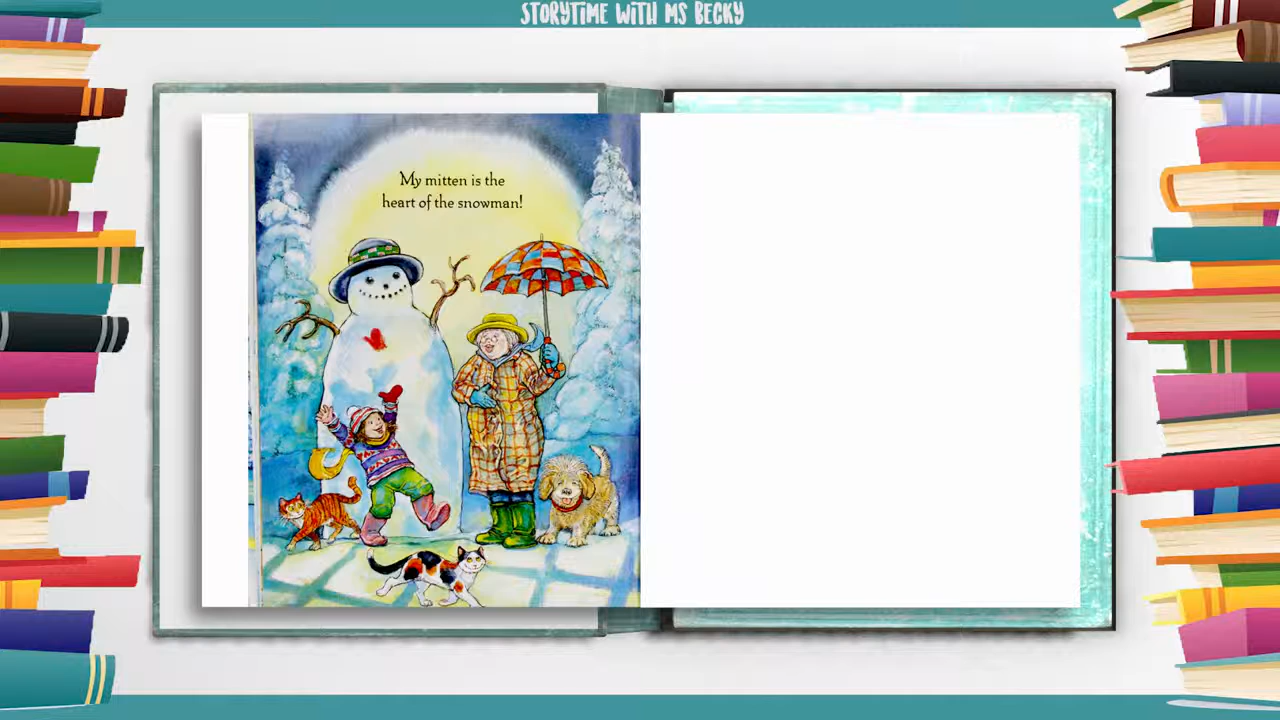 STORYTIME WITH MS BECKY
My mitten is the
heart of the snowman!